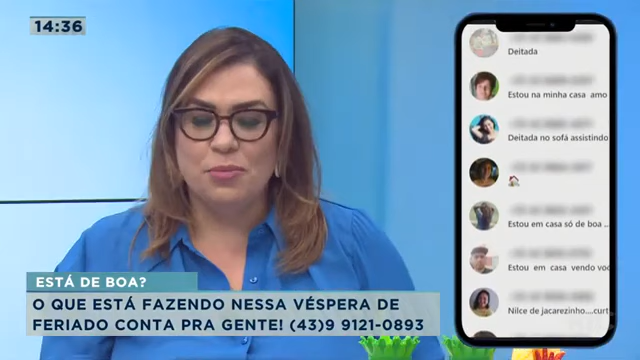 14:36
Deitada
Estou na minha casa amo
Deitada no sofá assistindo
Estou em casa só de boa ..
Estou em casa vendo voc
Nilce de jacarezinho...curt
ESTÁ DE BOA?
O QUE ESTÁ FAZENDO NESSA VÉSPERA DE
FERIADO CONTA PRA GENTE! (43)9 9121-0893